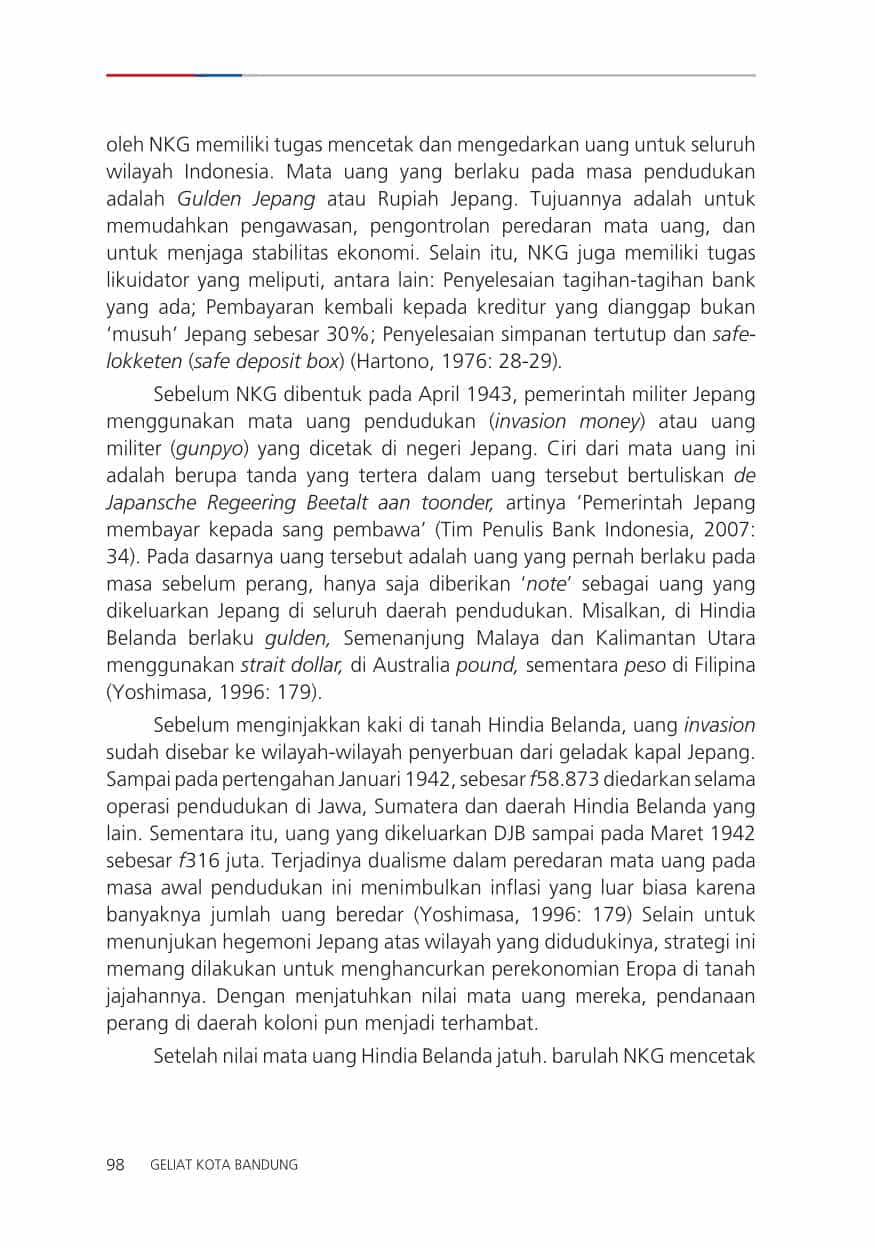 oleh NKG memiliki tugas mencetak dan mengedarkan uang untuk seluruh
wilayah Indonesia. Mata uang yang berlaku pada masa pendudukan
adalah Gulden Jepang atau Rupiah Jepang. Tujuannya adalah untuk
memudahkan pengawasan, pengontrolan peredaran mata uang, dan
untuk menjaga stabilitas ekonomi. Selain itu, NKG juga memiliki tugas
likuidator yang meliputi, antara lain: Penyelesaian tagihan-tagihan bank
yang ada; Pembayaran kembali kepada kreditur yang dianggap bukan
‘musuh’ Jepang sebesar 30%; Penyelesaian simpanan tertutup dan safe-
lokketen (safe deposit box) (Hartono, 1976: 28-29).
Sebelum NKG dibentuk pada April 1943, pemerintah militer Jepang
menggunakan mata uang pendudukan (invasion money) atau uang
militer (gunpyo) yang dicetak di negeri Jepang. Ciri dari mata uang ini
adalah berupa tanda yang tertera dalam uang tersebut bertuliskan de
Japansche Regeering Beetalt aan toonder, artinya ‘Pemerintah Jepang
membayar kepada sang pembawa’ (Tim Penulis Bank Indonesia, 2007:
34). Pada dasarnya uang tersebut adalah uang yang pernah berlaku pada
masa sebelum perang, hanya saja diberikan ‘note’ sebagai uang yang
dikeluarkan Jepang di seluruh daerah pendudukan. Misalkan, di Hindia
Belanda berlaku gulden, Semenanjung Malaya dan Kalimantan Utara
menggunakan strait dollar, di Australia pound, sementara peso di Filipina
(Yoshimasa, 1996: 179).
Sebelum menginjakkan kaki di tanah Hindia Belanda, uang invasion
sudah disebar ke wilayah-wilayah penyerbuan dari geladak kapal Jepang.
Sampai pada pertengahan Januari 1942, sebesar f58.873 diedarkan selama
operasi pendudukan di Jawa, Sumatera dan daerah Hindia Belanda yang
lain. Sementara itu, uang yang dikeluarkan DJB sampai pada Maret 1942
sebesar f316 juta. Terjadinya dualisme dalam peredaran mata uang pada
masa awal pendudukan ini menimbulkan inflasi yang luar biasa karena
banyaknya jumlah uang beredar (Yoshimasa, 1996: 179) Selain untuk
menunjukan hegemoni Jepang atas wilayah yang didudukinya, strategi ini
memang dilakukan untuk menghancurkan perekonomian Eropa di tanah
jajahannya. Dengan menjatuhkan nilai mata uang mereka, pendanaan
perang di daerah koloni pun menjadi terhambat.
Setelah nilai mata uang Hindia Belanda jatuh. barulah NKG mencetak
98 GELIAT KOTA BANDUNG